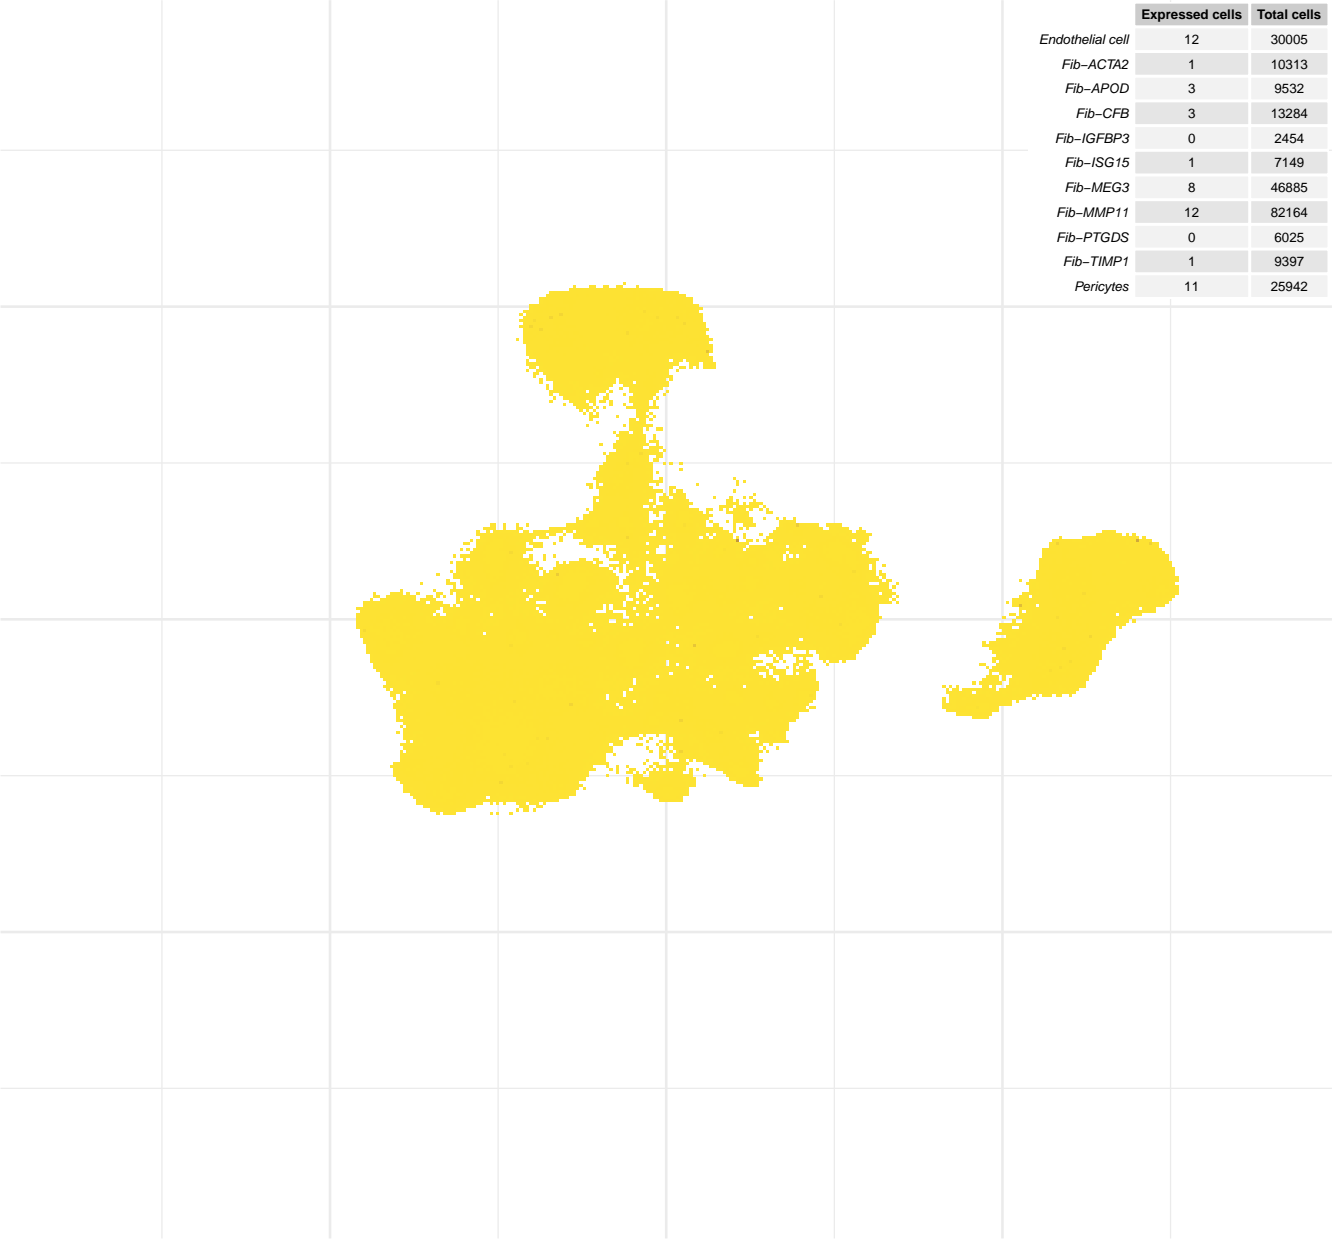 Expressed cells Total cells
Endothelial cell 12 30005
Fib−ACTA2 1 10313
Fib−APOD 3 9532
Fib−CFB 3 13284
Fib−IGFBP3 0 2454
Fib−ISG15 1 7149
Fib−MEG3 8 46885
Fib−MMP11 12 82164
Fib−PTGDS 0 6025
Fib−TIMP1 1 9397
Pericytes 11 25942